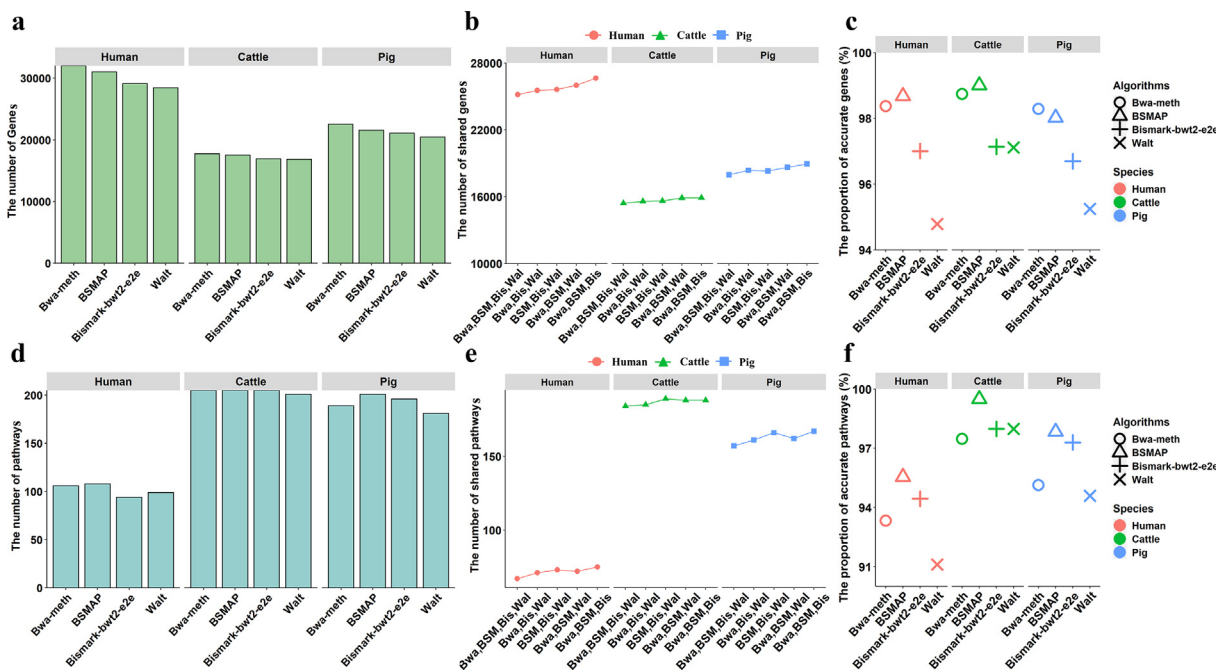 a
Human
Cattle
Pig
The number of Genes
30000
20000
10000
0
Bwa-meth
BSMAP
Bismark-bwt2-e2e
Walt
Bwa-meth
BSMAP
Bismark-bwt2-e2e
Walt
Bwa-meth
BSMAP
Bismark-bwt2-e2e
Walt
b
Human Cattle Pig
Human
Cattle
Pig
The number of shared genes
28000
22000
16000
10000
Bwa,BSM,Bis,Wal
Bwa,Bis,Wal
BSM,Bis,Wal
Bwa,BSM,Wal
Bwa,BSM,Bis
Bwa,BSM,Bis,Wal
Bwa,Bis,Wal
BSM,Bis,Wal
Bwa,BSM,Wal
Bwa,BSM,Bis
Bwa,BSM,Bis,Wal
Bwa,Bis,Wal
BSM,Bis,Wal
Bwa,BSM,Wal
Bwa,BSM,Bis
c
Human
Cattle
Pig
The proportion of accurate genes (%)
100
98
96
94
Bwa-meth
BSMAP
Bismark-bwt2-e2e
Walt
Bwa-meth
BSMAP
Bismark-bwt2-e2e
Walt
Bwa-meth
BSMAP
Bismark-bwt2-e2e
Walt
Algorithms
Bwa-meth
BSMAP
Bismark-bwt2-e2e
Walt
Species
Human
Cattle
Pig
d
Human
Cattle
Pig
The number of pathways
200
150
100
50
0
Bwa-meth
BSMAP
Bismark-bwt2-e2e
Walt
Bwa-meth
BSMAP
Bismark-bwt2-e2e
Walt
Bwa-meth
BSMAP
Bismark-bwt2-e2e
Walt
e
Human Cattle Pig
Human
Cattle
Pig
The number of shared pathways
150
100
Bwa,BSM,Bis,Wal
Bwa,Bis,Wal
BSM,Bis,Wal
Bwa,BSM,Wal
Bwa,BSM,Bis
Bwa,BSM,Bis,Wal
Bwa,Bis,Wal
BSM,Bis,Wal
Bwa,BSM,Wal
Bwa,BSM,Bis
Bwa,BSM,Bis,Wal
Bwa,Bis,Wal
BSM,Bis,Wal
Bwa,BSM,Wal
Bwa,BSM,Bis
f
Human
Cattle
Pig
The proportion of accurate pathways (%)
100
97
94
91
Bwa-meth
BSMAP
Bismark-bwt2-e2e
Walt
Bwa-meth
BSMAP
Bismark-bwt2-e2e
Walt
Bwa-meth
BSMAP
Bismark-bwt2-e2e
Walt
Algorithms
Bwa-meth
BSMAP
Bismark-bwt2-e2e
Walt
Species
Human
Cattle
Pig